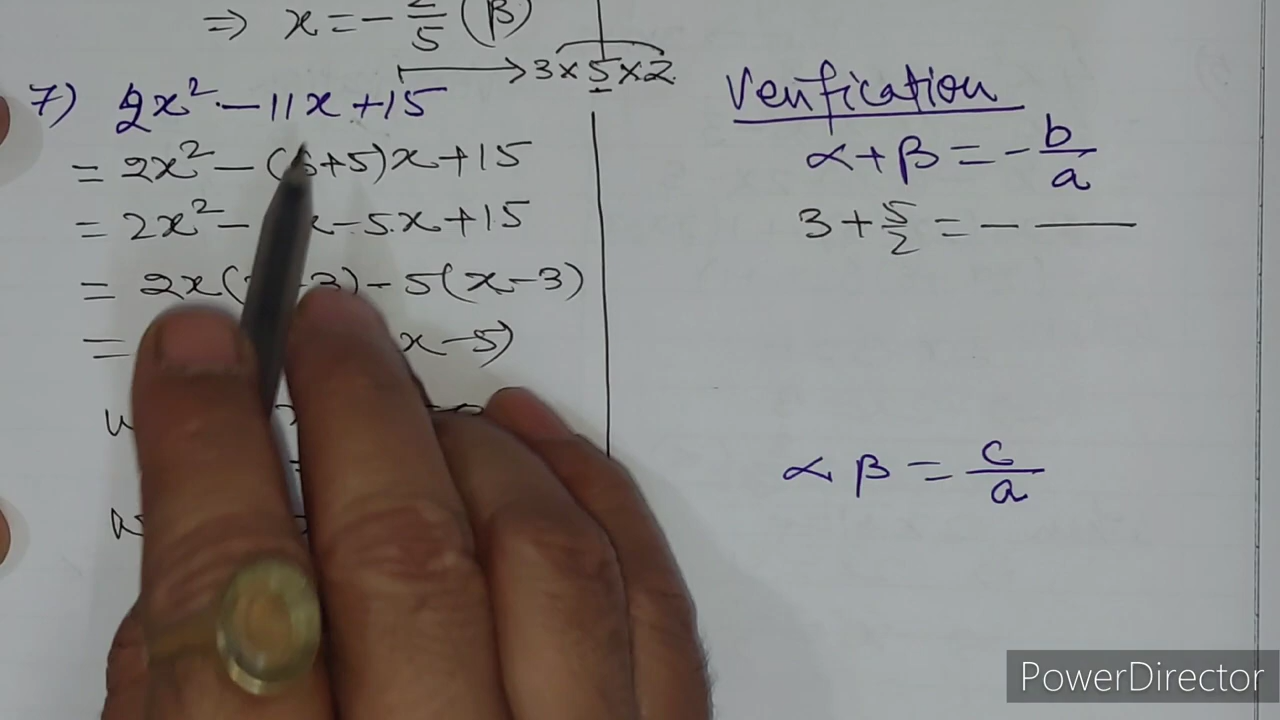 ⇒ x = - 2/5 (β)
7) 2x² - 11x + 15 → 3×5×2
= 2x² - (6+5)x + 15
= 2x² - x - 5x + 15
= 2x( -3) - 5(x-3)
= x - 5)
Verification
α + β = - b/a
3 + 5/2 = -
αβ = c/a
PowerDirector